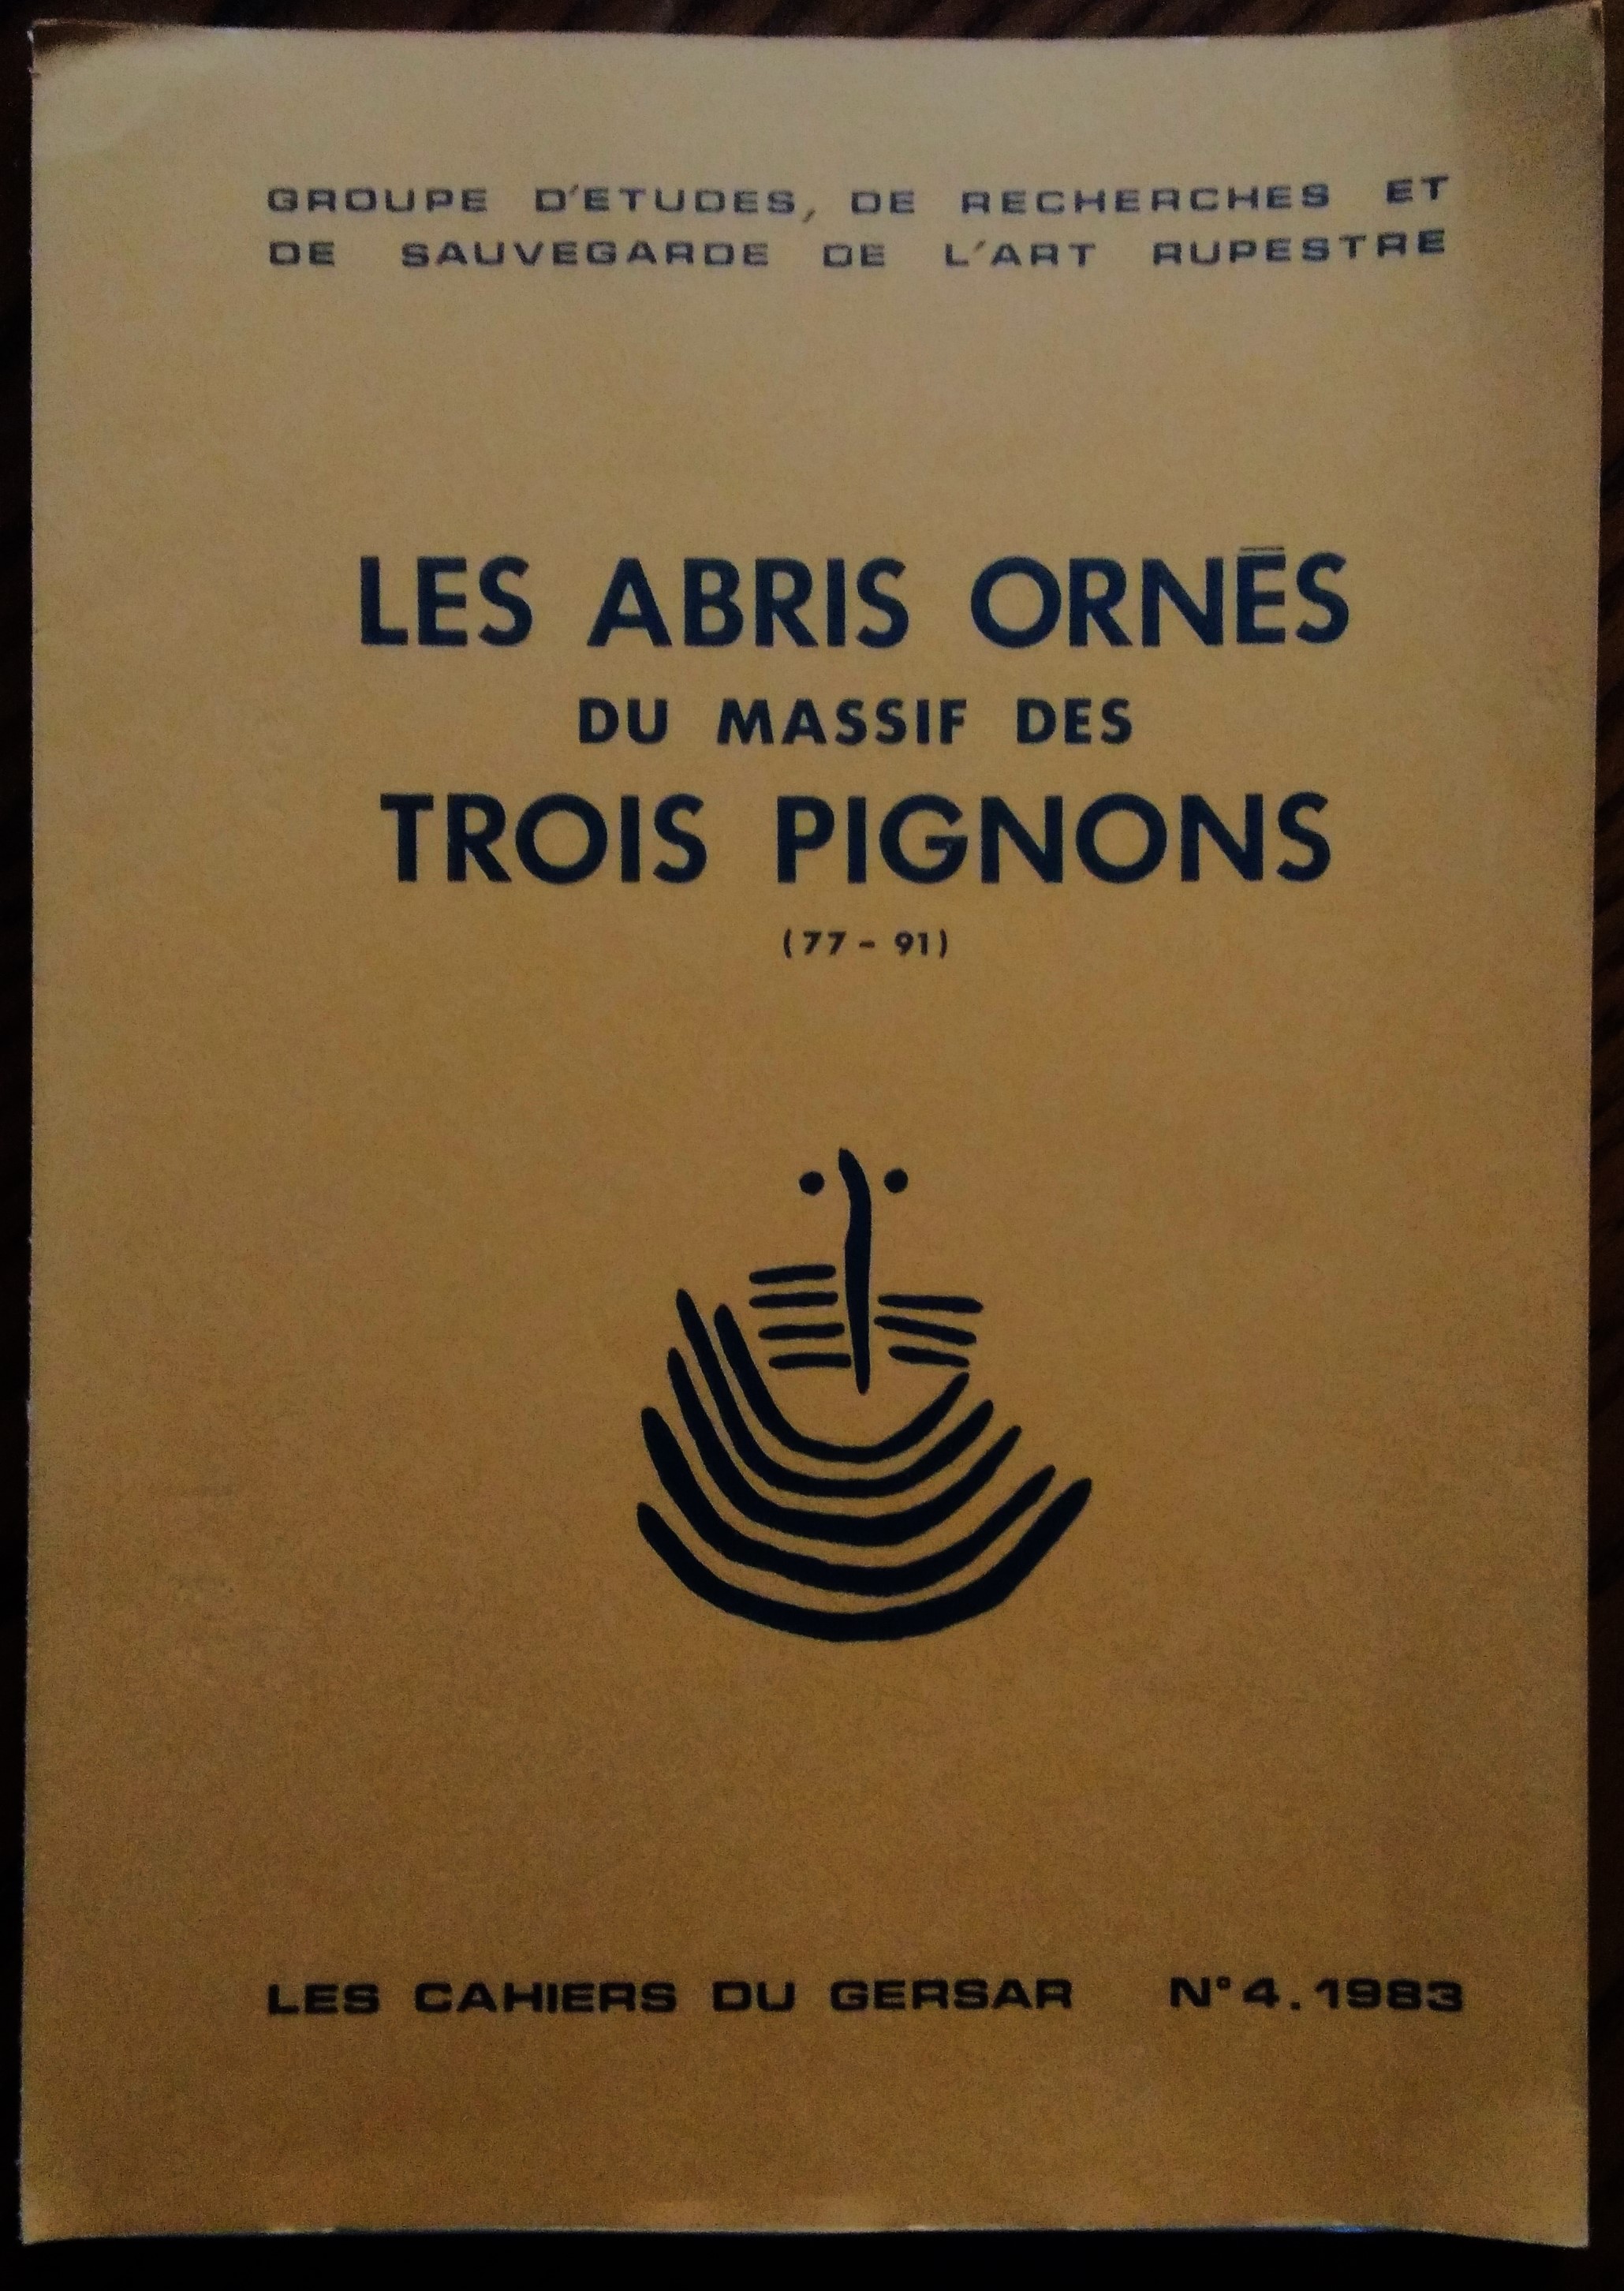 GROUPE D'ETUDES, DE RECHERCHES ET
DE SAUVEGARDE DE L'ART RUPESTRE
LES ABRIS ORNĒS
DU MASSIF DES
TROIS PIGNONS
(77 - 91)
LES CAHIERS DU GERSAR N°4.1983